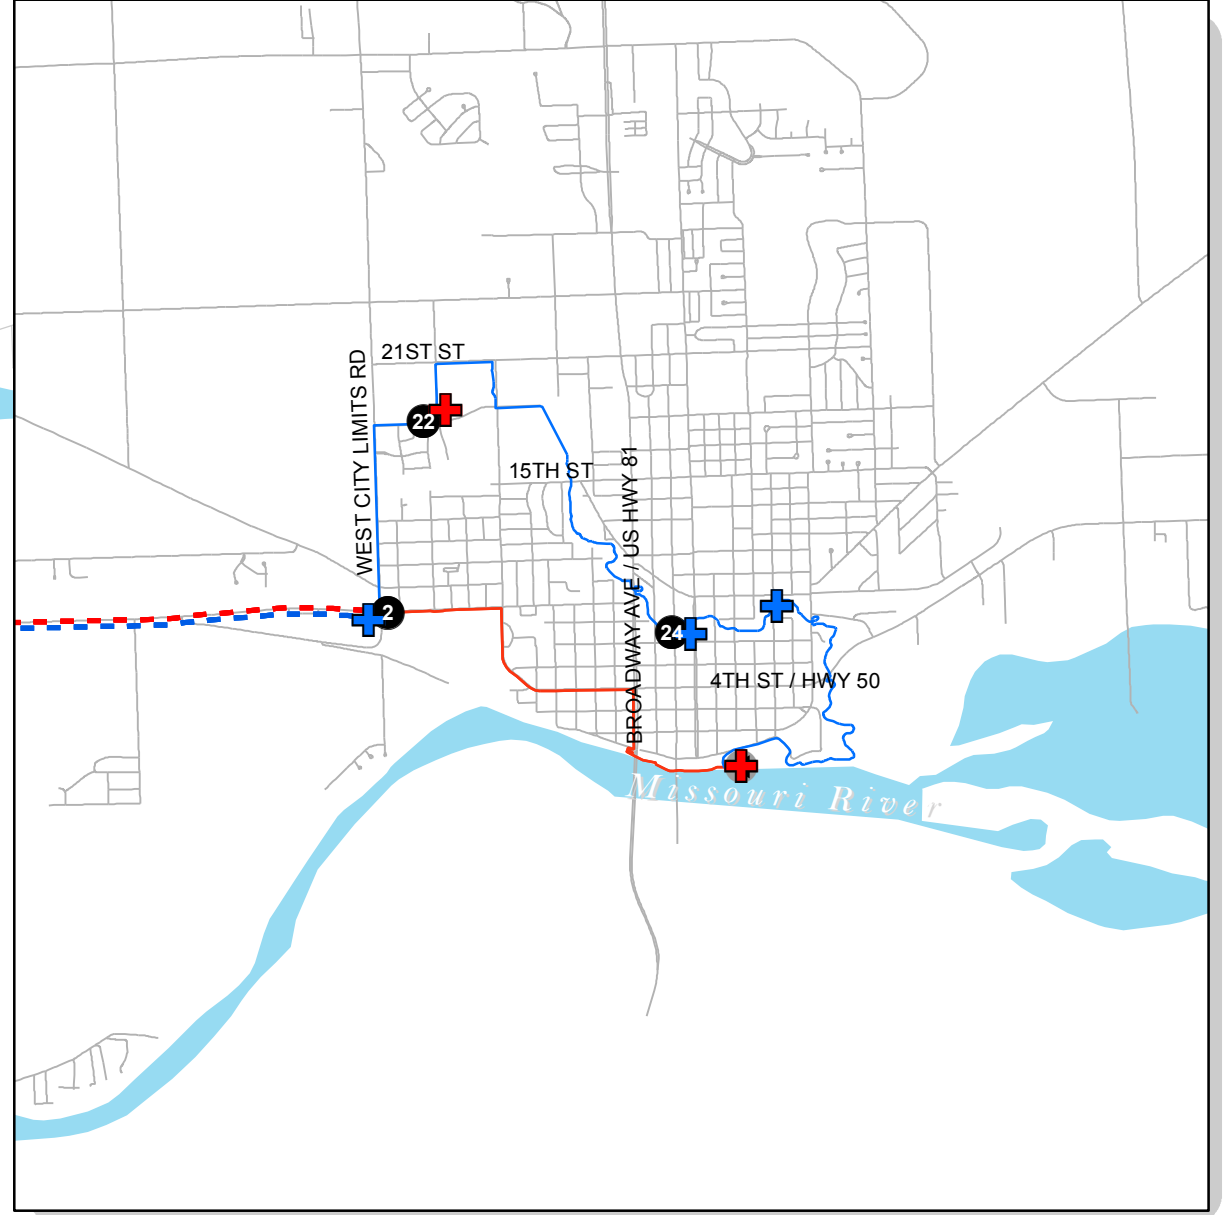 21ST ST
WEST CITY LIMITS RD
22
15TH ST
BROADWAY AVE / US HWY 81
2
24
4TH ST / HWY 50
Missouri River